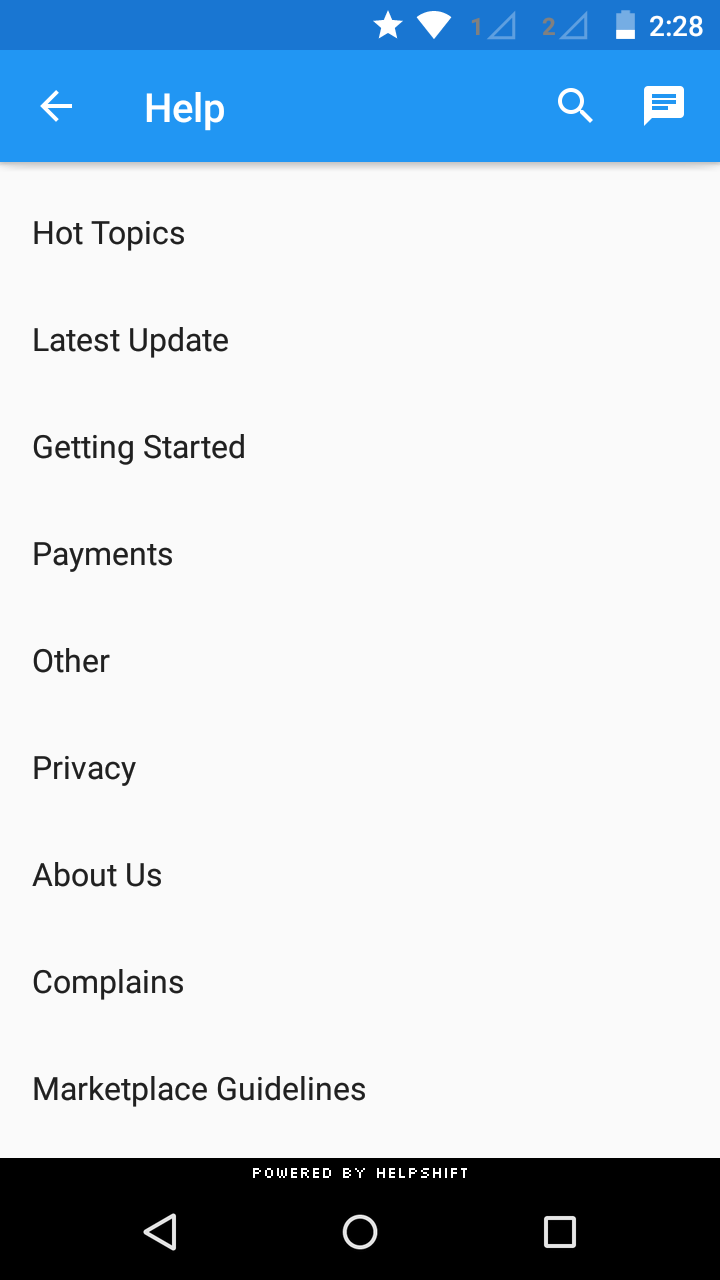 1 2 2:28
Help
Hot Topics
Latest Update
Getting Started
Payments
Other
Privacy
About Us
Complains
Marketplace Guidelines
POWERED BY HELPSHIFT